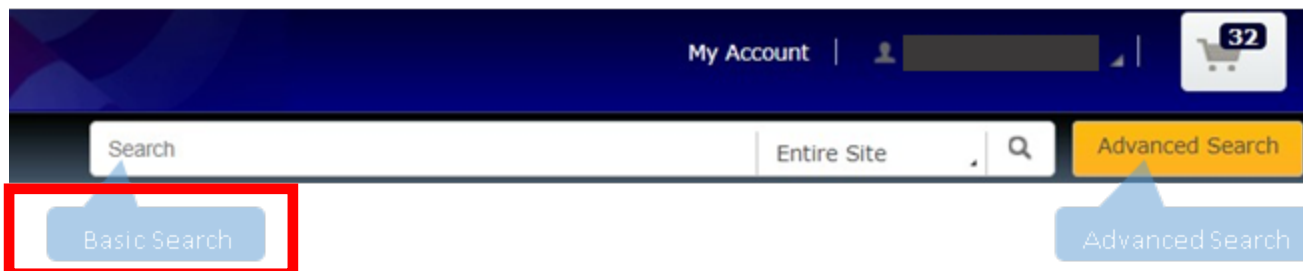 My Account
32
Search
Entire Site
Advanced Search
Basic Search
Advanced Search